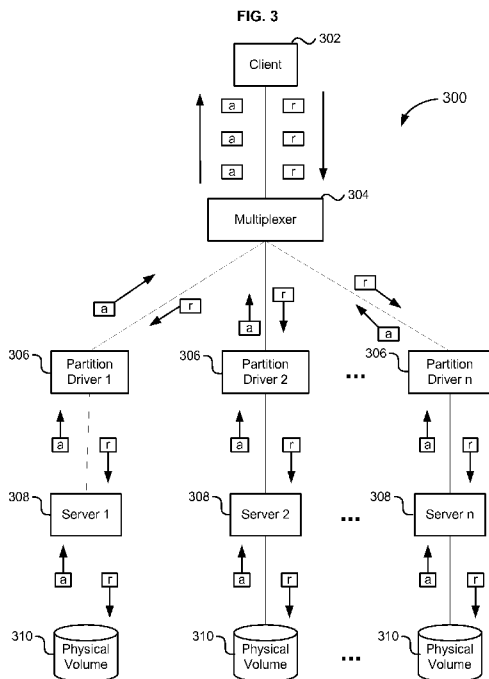 FIG. 3
302
Client
300
a r
a r
a r
304
Multiplexer
a r a r r a
306 Partition Driver 1
306 Partition Driver 2
...
306 Partition Driver n
a r a r a r
308 Server 1
308 Server 2
...
308 Server n
a r a r a r
310 Physical Volume
310 Physical Volume
...
310 Physical Volume